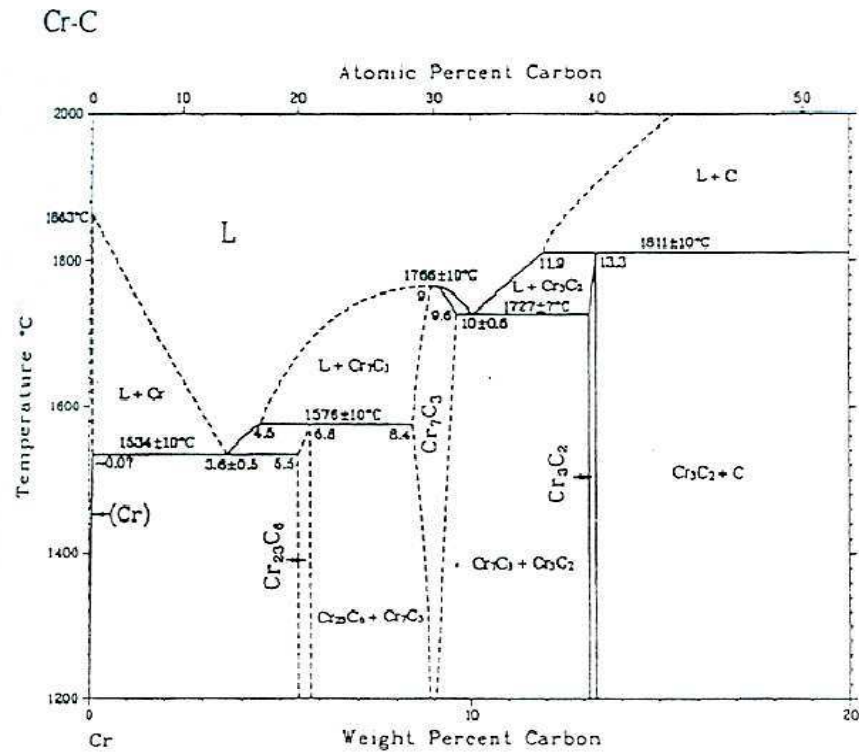 Cr-C
Atomic Percent Carbon
0 10 20 30 40 50
2000
L + C
1863°C
L
1811±10°C
1800
11.9 13.3
1766±10°C
L + Cr₃C₂
9
1727±7°C
9.6 10±0.6
L + Cr₇C₃
L + Cr
Cr₇C₃
1600
1576±10°C
4.5 5.8 8.4
1534±10°C
~0.07 3.6±0.5 5.5
Cr₃C₂
Cr₃C₂ + C
(Cr)
Cr₂₃C₆
1400
Cr₇C₃ + Cr₃C₂
Cr₂₃C₆ + Cr₇C₃
1200
0 10 20
Cr
Weight Percent Carbon
Temperature °C